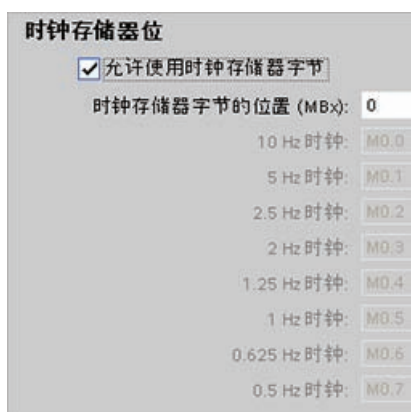 时钟存储器位
允许使用时钟存储器字节
时钟存储器字节的位置 (MBx): 0
10 Hz 时钟: M0.0
5 Hz 时钟: M0.1
2.5 Hz 时钟: M0.2
2 Hz 时钟: M0.3
1.25 Hz 时钟: M0.4
1 Hz 时钟: M0.5
0.625 Hz 时钟: M0.6
0.5 Hz 时钟: M0.7